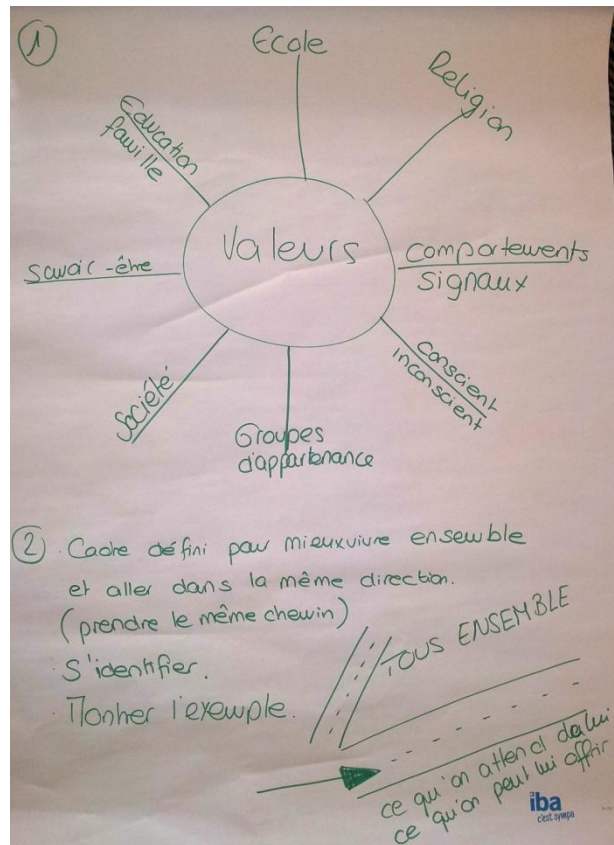 1
Ecole
Religion
Education
famille
Valeurs
Savoir-être
Comportements
Signaux
Conscient
inconscient
Société
Groupes
d'appartenance
2 . Cadre défini pour mieux vivre ensemble
et aller dans la même direction.
(prendre le même chemin)
. S'identifier.
. Montrer l'exemple.
TOUS ENSEMBLE
ce qu'on attend de lui
ce qu'on peut lui offrir
iba
c'est sympa